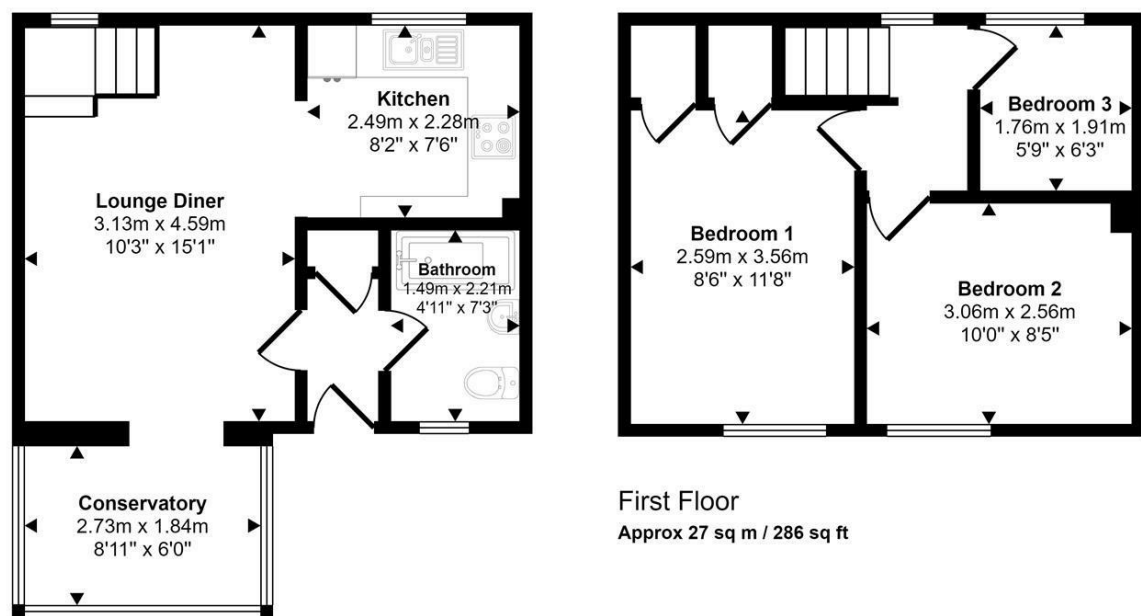 Kitchen
2.49m x 2.28m
8'2" x 7'6"
Lounge Diner
3.13m x 4.59m
10'3" x 15'1"
Bathroom
1.49m x 2.21m
4'11" x 7'3"
Conservatory
2.73m x 1.84m
8'11" x 6'0"
Bedroom 3
1.76m x 1.91m
5'9" x 6'3"
Bedroom 1
2.59m x 3.56m
8'6" x 11'8"
Bedroom 2
3.06m x 2.56m
10'0" x 8'5"
First Floor
Approx 27 sq m / 286 sq ft